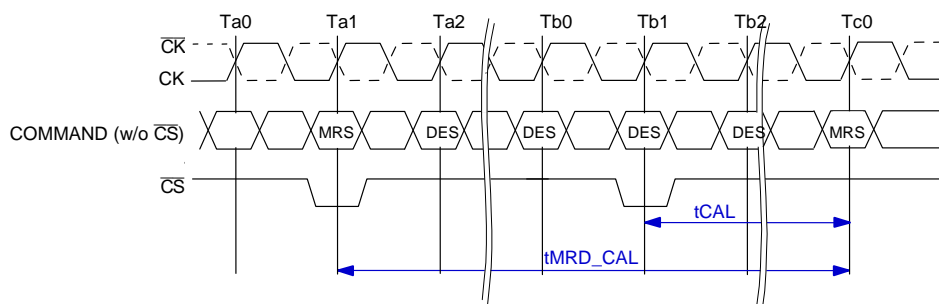 Ta0 Ta1 Ta2 Tb0 Tb1 Tb2 Tc0
CK
CK
COMMAND (w/o CS) MRS DES DES DES DES MRS
CS
tCAL
tMRD_CAL